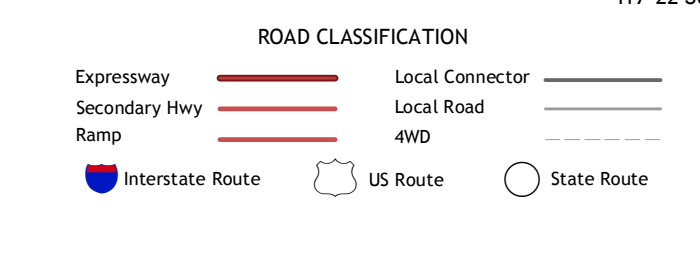 ROAD CLASSIFICATION
Expressway
Local Connector
Secondary Hwy
Local Road
Ramp
4WD
Interstate Route
US Route
State Route